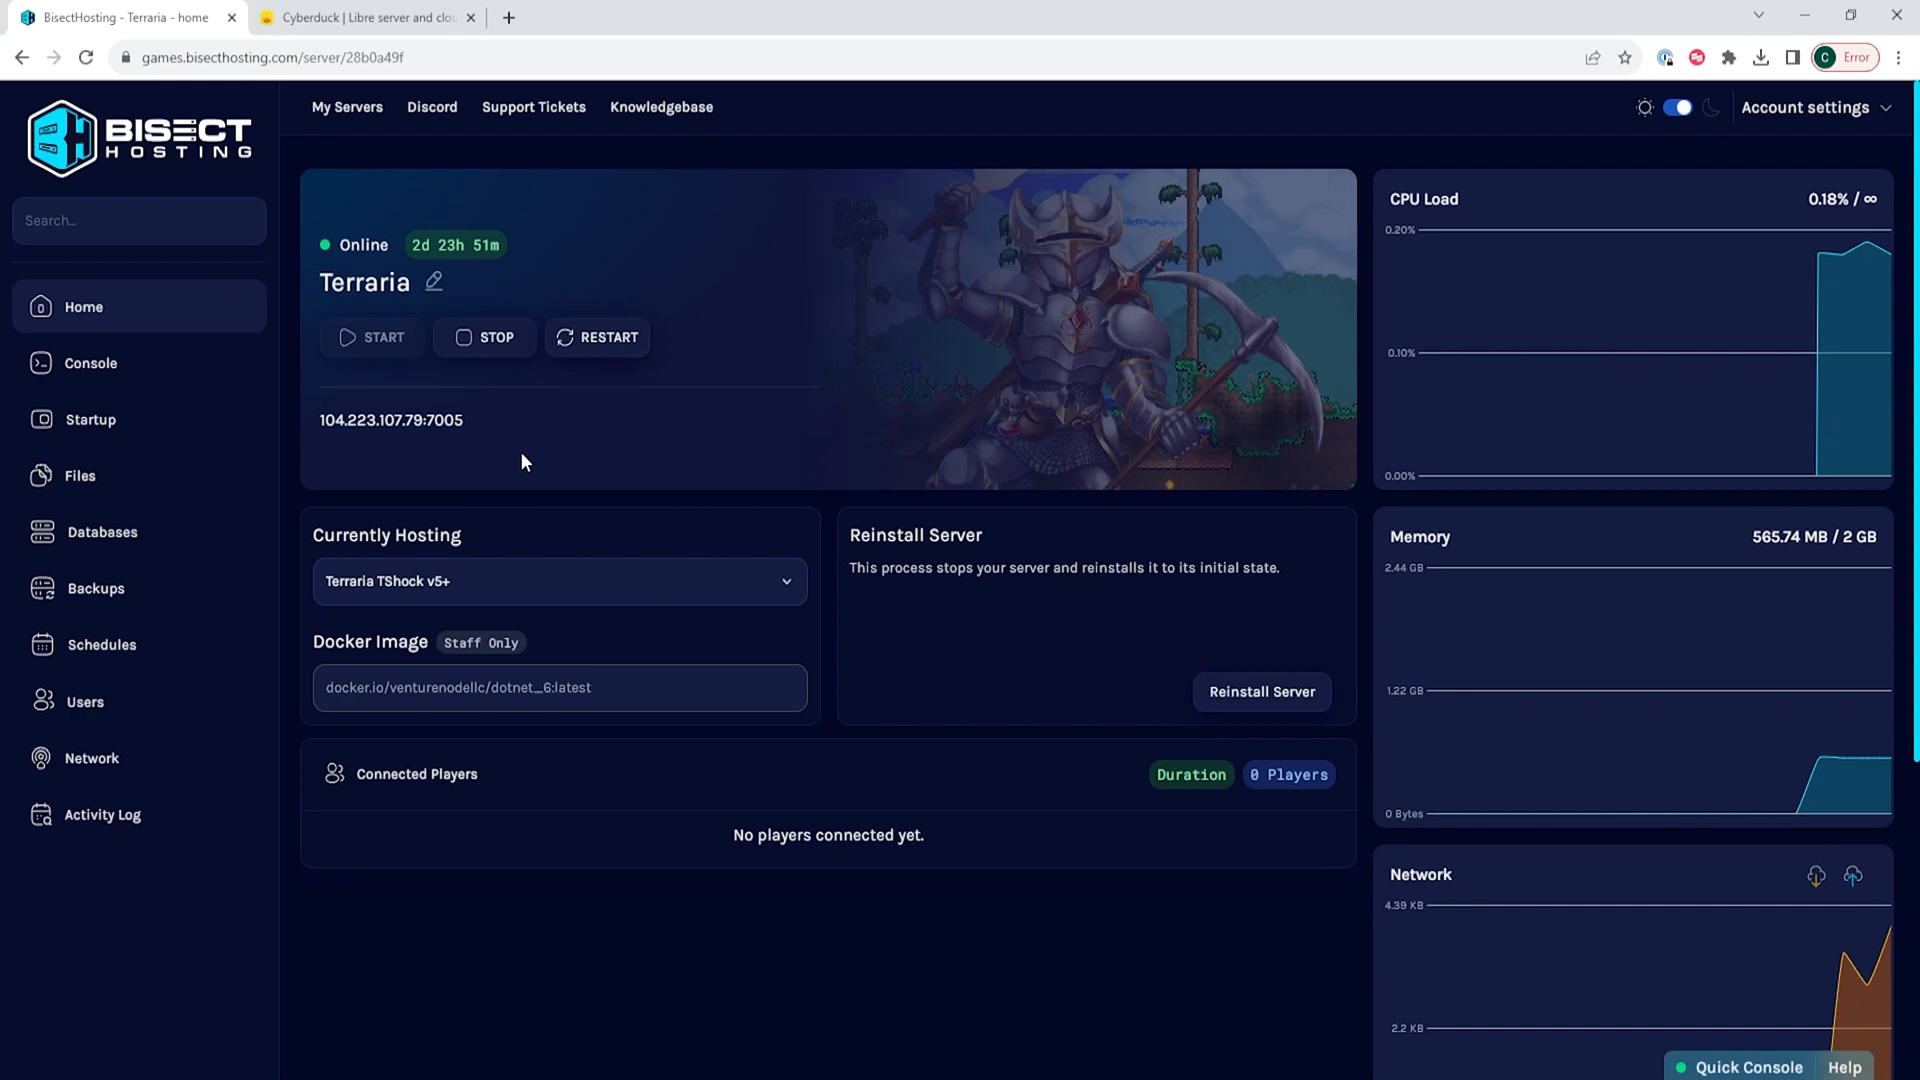 BisectHosting - Terraria - home
Cyberduck | Libre server and clou
games.bisecthosting.com/server/28b0a49f
C
Error
BISECT
HOSTING
My Servers
Discord
Support Tickets
Knowledgebase
Account settings
Search...
Home
Console
Startup
Files
Databases
Backups
Schedules
Users
Network
Activity Log
Online
2d 23h 51m
Terraria
START
STOP
RESTART
104.223.107.79:7005
Currently Hosting
Terraria TShock v5+
Docker Image
Staff Only
docker.io/venturenodellc/dotnet_6:latest
Reinstall Server
This process stops your server and reinstalls it to its initial state.
Reinstall Server
Connected Players
Duration
0 Players
No players connected yet.
CPU Load
0.18% / ∞
0.20%
0.10%
0.00%
Memory
565.74 MB / 2 GB
2.44 GB
1.22 GB
0 Bytes
Network
4.39 KB
2.2 KB
Quick Console
Help